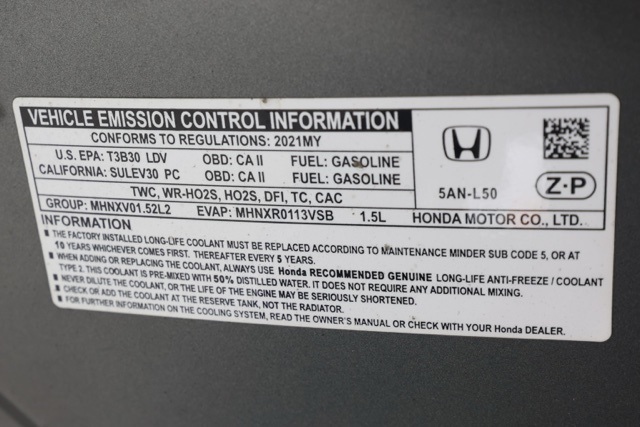 VEHICLE EMISSION CONTROL INFORMATION
CONFORMS TO REGULATIONS: 2021MY
U.S. EPA: T3B30 LDV OBD: CA II FUEL: GASOLINE
CALIFORNIA: SULEV30 PC OBD: CA II FUEL: GASOLINE
TWC, WR-HO2S, HO2S, DFI, TC, CAC
GROUP: MHNXV01.52L2 EVAP: MHNXR0113VSB 1.5L HONDA MOTOR CO., LTD.
5AN-L50
Z·P
INFORMATION
■ THE FACTORY INSTALLED LONG-LIFE COOLANT MUST BE REPLACED ACCORDING TO MAINTENANCE MINDER SUB CODE 5, OR AT
10 YEARS WHICHEVER COMES FIRST. THEREAFTER EVERY 5 YEARS.
■ WHEN ADDING OR REPLACING THE COOLANT, ALWAYS USE Honda RECOMMENDED GENUINE LONG-LIFE ANTI-FREEZE / COOLANT
TYPE 2. THIS COOLANT IS PRE-MIXED WITH 50% DISTILLED WATER. IT DOES NOT REQUIRE ANY ADDITIONAL MIXING.
■ NEVER DILUTE THE COOLANT, OR THE LIFE OF THE ENGINE MAY BE SERIOUSLY SHORTENED.
■ CHECK OR ADD THE COOLANT AT THE RESERVE TANK, NOT THE RADIATOR.
■ FOR FURTHER INFORMATION ON THE COOLING SYSTEM, READ THE OWNER'S MANUAL OR CHECK WITH YOUR Honda DEALER.